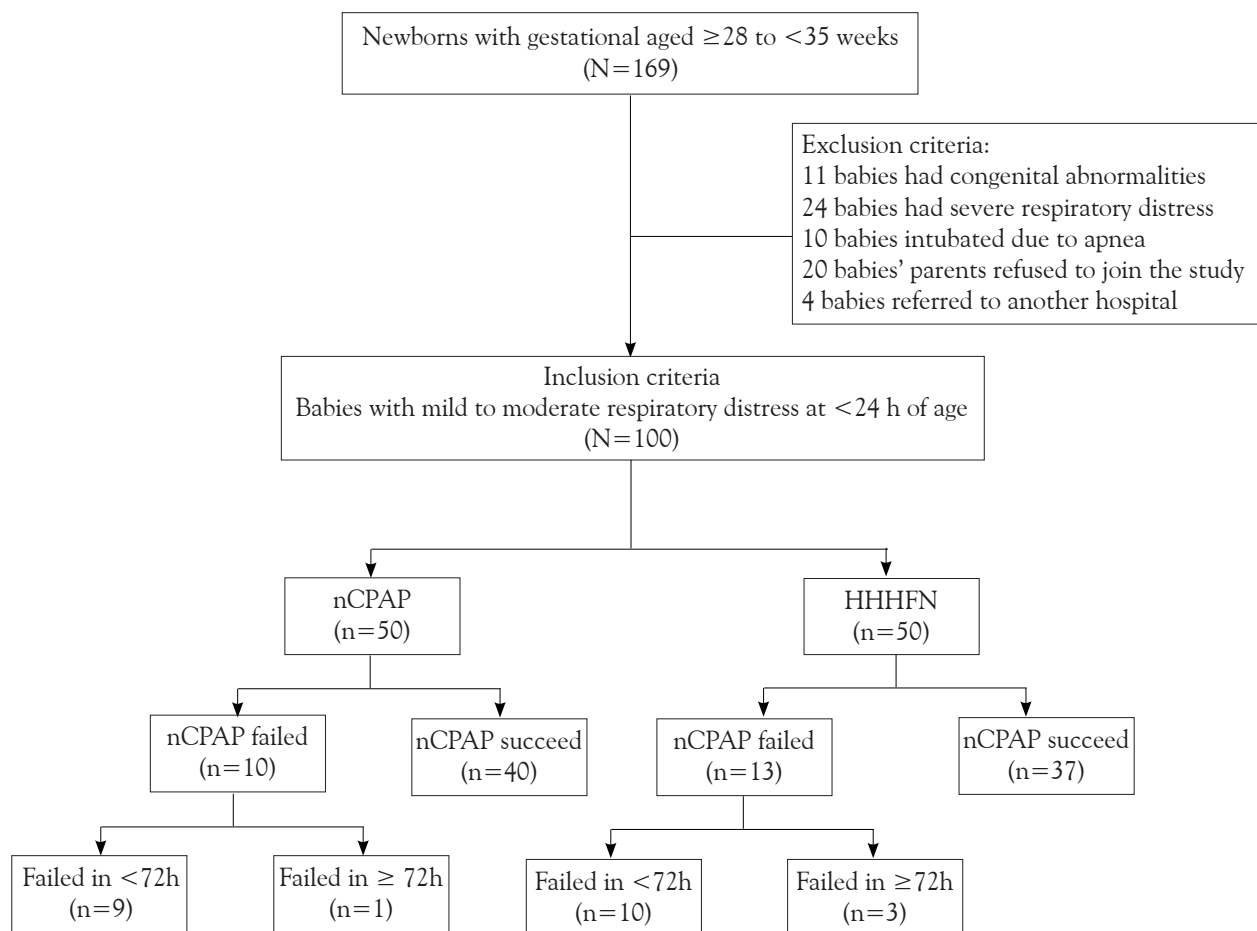 Newborns with gestational aged ≥28 to <35 weeks
(N=169)
Exclusion criteria:
11 babies had congenital abnormalities
24 babies had severe respiratory distress
10 babies intubated due to apnea
20 babies’ parents refused to join the study
4 babies referred to another hospital
Inclusion criteria
Babies with mild to moderate respiratory distress at <24 h of age
(N=100)
nCPAP
(n=50)
HHHFN
(n=50)
nCPAP failed
(n=10)
nCPAP succeed
(n=40)
nCPAP failed
(n=13)
nCPAP succeed
(n=37)
Failed in <72h
(n=9)
Failed in ≥ 72h
(n=1)
Failed in <72h
(n=10)
Failed in ≥72h
(n=3)